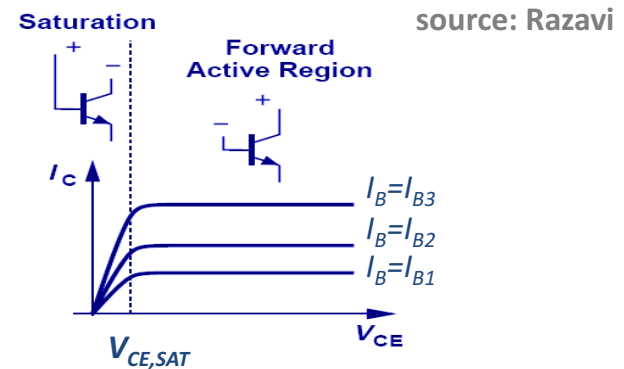 source: Razavi
Saturation
Forward
Active Region
+
−
+
−
I_C
I_B=I_B3
I_B=I_B2
I_B=I_B1
V_CE
V_CE,SAT